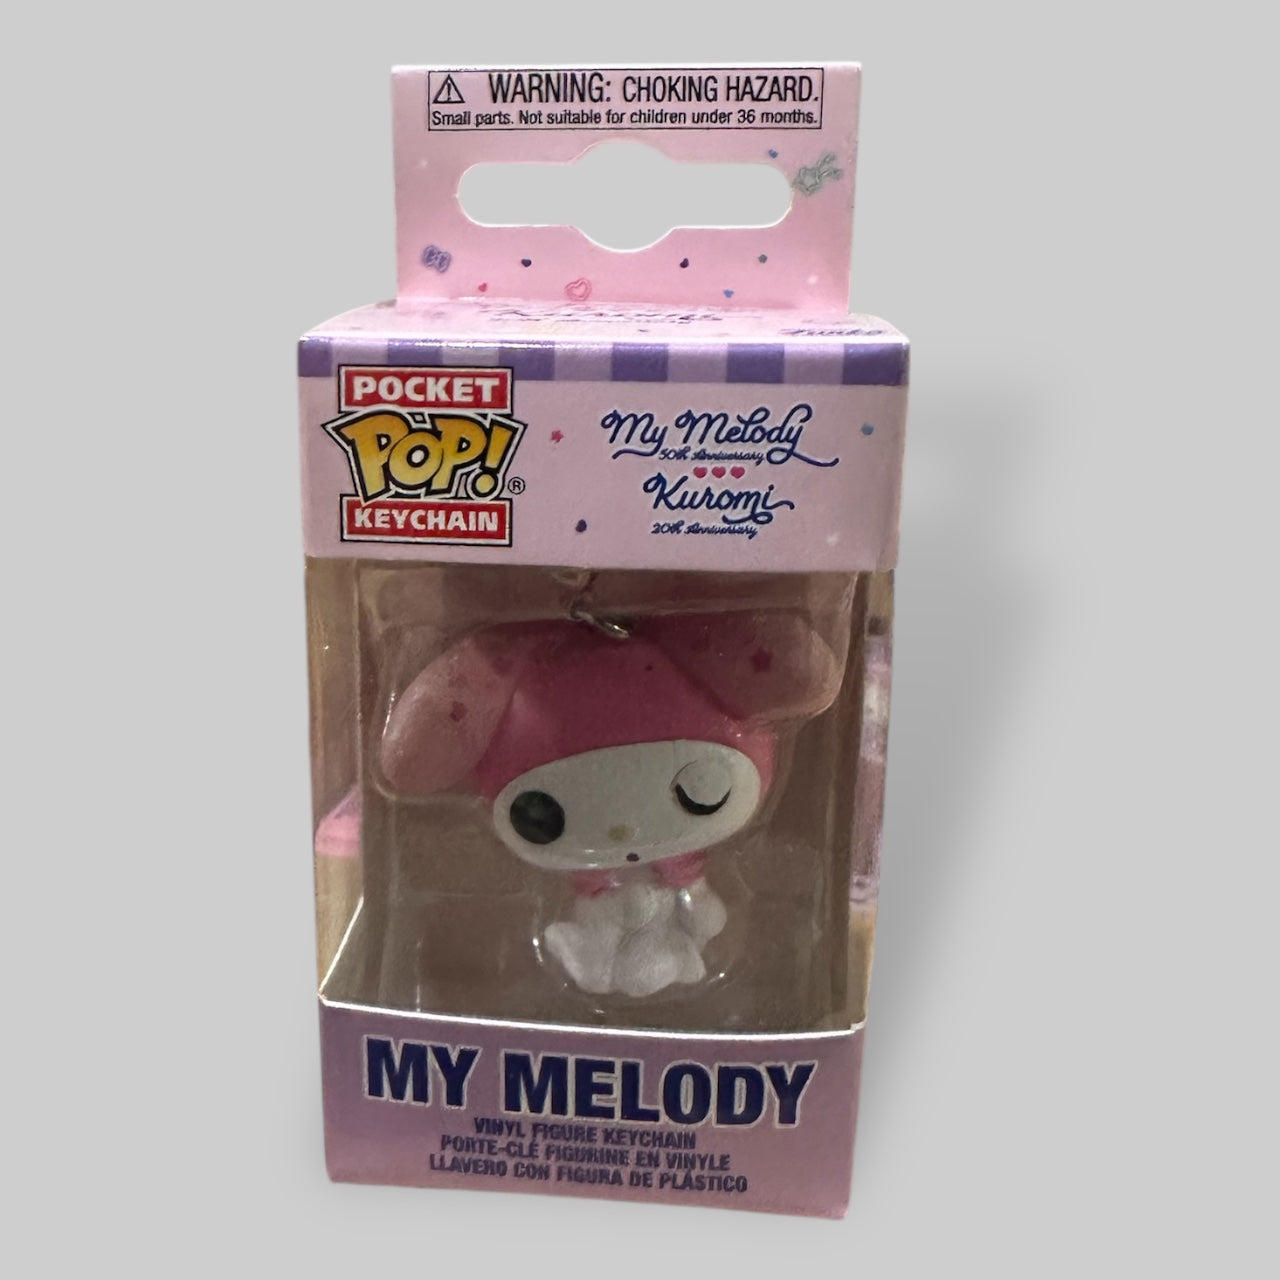 WARNING: CHOKING HAZARD.
Small parts. Not suitable for children under 36 months.
Funko
POCKET
POP!®
KEYCHAIN
My Melody
50th Anniversary
Kuromi
20th Anniversary
MY MELODY
VINYL FIGURE KEYCHAIN
PORTE-CLÉ FIGURINE EN VINYLE
LLAVERO CON FIGURA DE PLÁSTICO